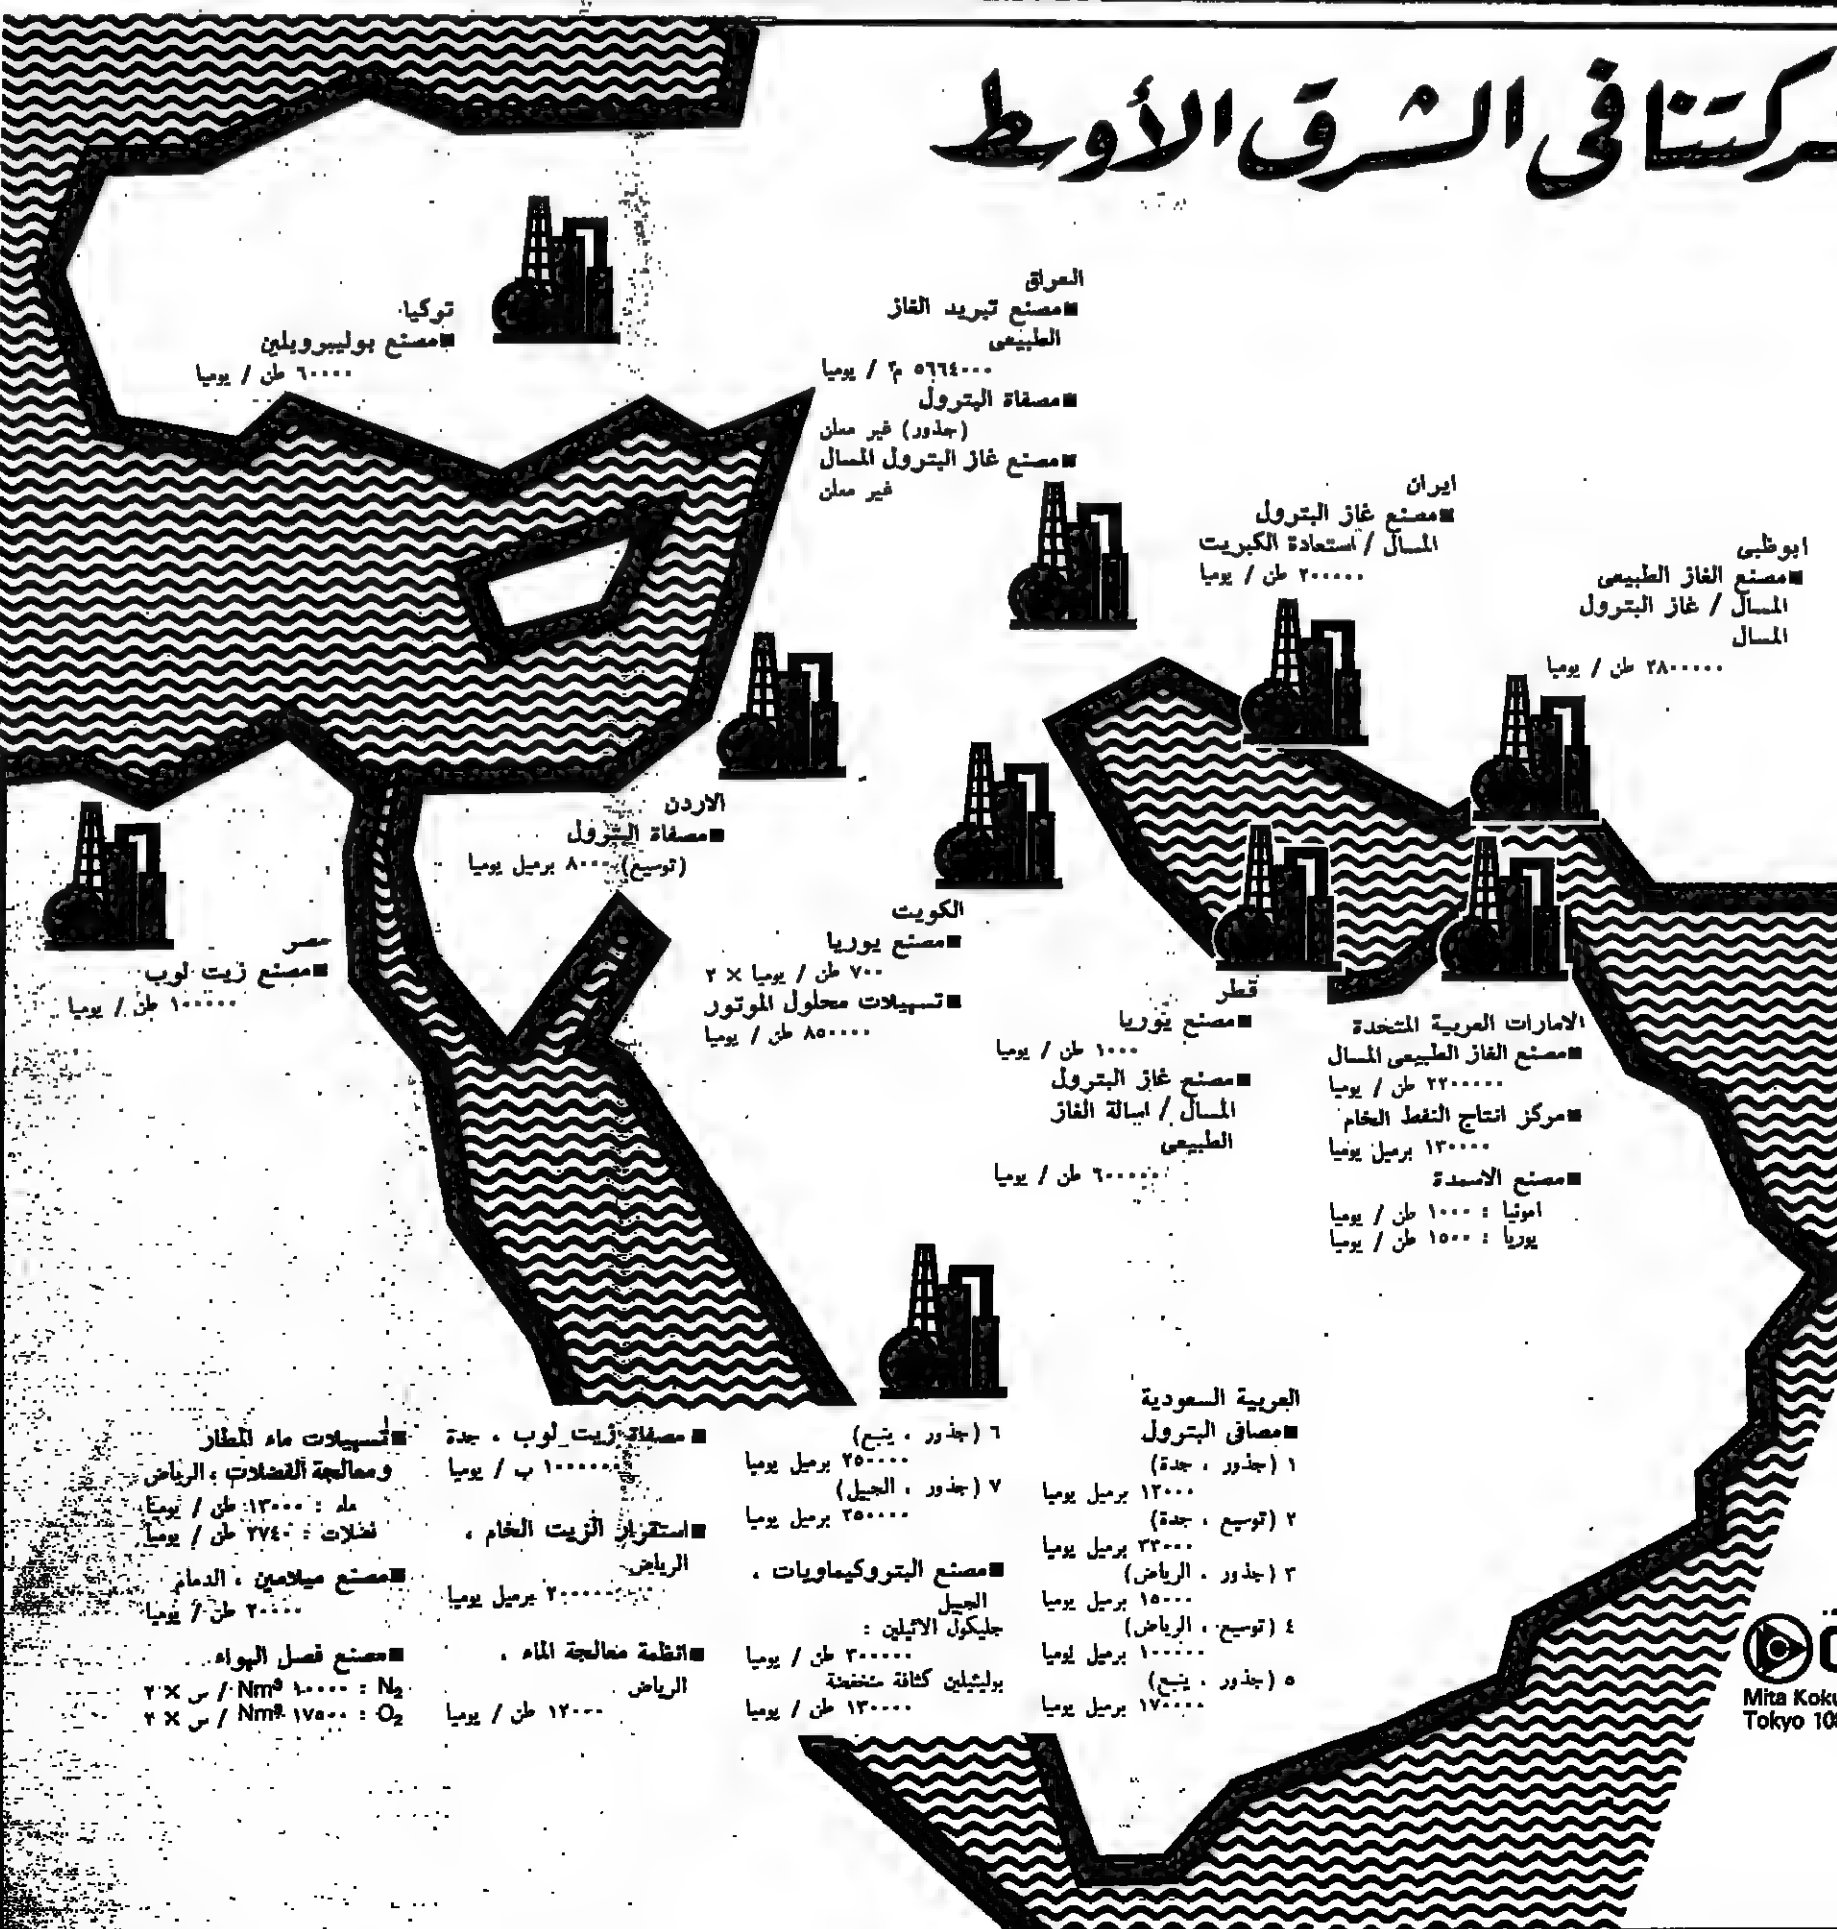 ركتنا في الشرق الأوسط
العراق
■مصنع تبريد الغاز
الطبيعى
٥٦٦٤٠٠٠ م٣ / يوميا
■مصفاة البترول
(جذور) غير معلن
■مصنع غاز البترول المسال
غير معلن
توكيا
■مصنع بوليبروبلين
٦٠٠٠٠ طن / يوميا
ايران
■مصنع غاز البترول
المسال / استعادة الكبريت
٢٠٠٠٠٠ طن / يوميا
ابوظبى
■مصنع الغاز الطبيعى
المسال / غاز البترول
المسال
٢٨٠٠٠٠٠ طن / يوميا
الاردن
■مصفاة البترول
(توسيع) ٨٠٠٠ برميل يوميا
الكويت
■مصنع يوريا
٧٠٠ طن / يوميا × ٢
■تسهيلات محلول الموتور
٨٥٠٠٠٠ طن / يوميا
مصر
■مصنع زيت لوب
١٠٠٠٠٠ طن / يوميا
قطر
■مصنع يوريا
١٠٠٠ طن / يوميا
■مصنع غاز البترول
المسال / اسالة الغاز
الطبيعى
٦٠٠٠٠٠ طن / يوميا
الامارات العربية المتحدة
■مصنع الغاز الطبيعى المسال
٢٢٠٠٠٠٠ طن / يوميا
■مركز انتاج النفط الخام
١٣٠٠٠٠ برميل يوميا
■مصنع الاسمدة
امونيا : ١٠٠٠ طن / يوميا
يوريا : ١٥٠٠ طن / يوميا
العربية السعودية
■مصافى البترول
١ (جذور ، جدة)
١٢٠٠٠ برميل يوميا
٢ (توسيع ، جدة)
٣٣٠٠٠ برميل يوميا
٣ (جذور ، الرياض)
١٥٠٠٠ برميل يوميا
٤ (توسيع ، الرياض)
١٠٠٠٠٠ برميل يوميا
٥ (جذور ، ينبع)
١٧٠٠٠٠ برميل يوميا
٦ (جذور ، ينبع)
٢٥٠٠٠٠ برميل يوميا
٧ (جذور ، الجبيل)
٢٥٠٠٠٠ برميل يوميا
■مصنع البتروكيماويات ،
الجبيل
جليكول الاثيلين :
٣٠٠٠٠٠ طن / يوميا
بوليثيلين كثافة منخفضة
١٣٠٠٠٠ طن / يوميا
■مصفاة زيت لوب ، جدة
١٠٠٠٠٠٠ ب / يوميا
■استقرار الزيت الخام ،
الرياض
٢٠٠٠٠٠ برميل يوميا
■انظمة معالجة الماء ،
الرياض
١٢٠٠٠ طن / يوميا
■تسهيلات ماء المطار
ومعالجة الفضلات ، الرياض
ماء : ١٣٠٠٠ طن / يوميا
فضلات : ٢٧٤٠ طن / يوميا
■مصنع ميلامين ، الدمام
٢٠٠٠٠ طن / يوميا
■مصنع فصل الهواء
N₂ : ١٠٠٠٠ Nm³ / س × ٢
O₂ : ١٧٥٠٠ Nm³ / س × ٢
Mita Koku
Tokyo 108